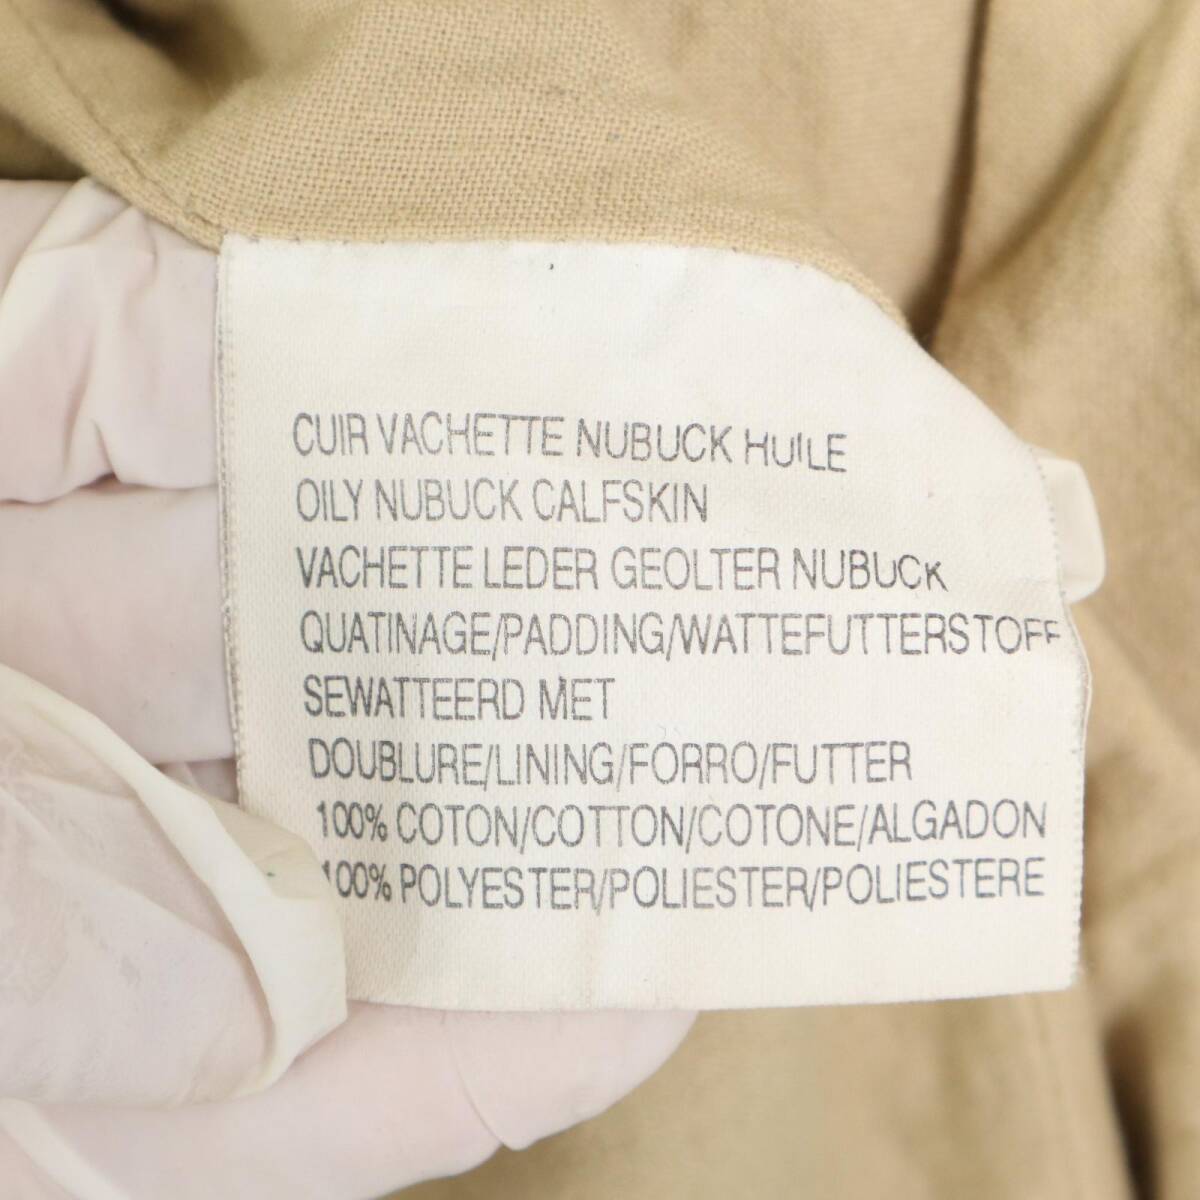 CUIR VACHETTE NUBUCK HUILE
OILY NUBUCK CALFSKIN
VACHETTE LEDER GEOLTER NUBUCK
QUATINAGE/PADDING/WATTEFUTTERSTOFF
SEWATTEERD MET
DOUBLURE/LINING/FORRO/FUTTER
100% COTON/COTTON/COTONE/ALGADON
100% POLYESTER/POLIESTER/POLIESTERE